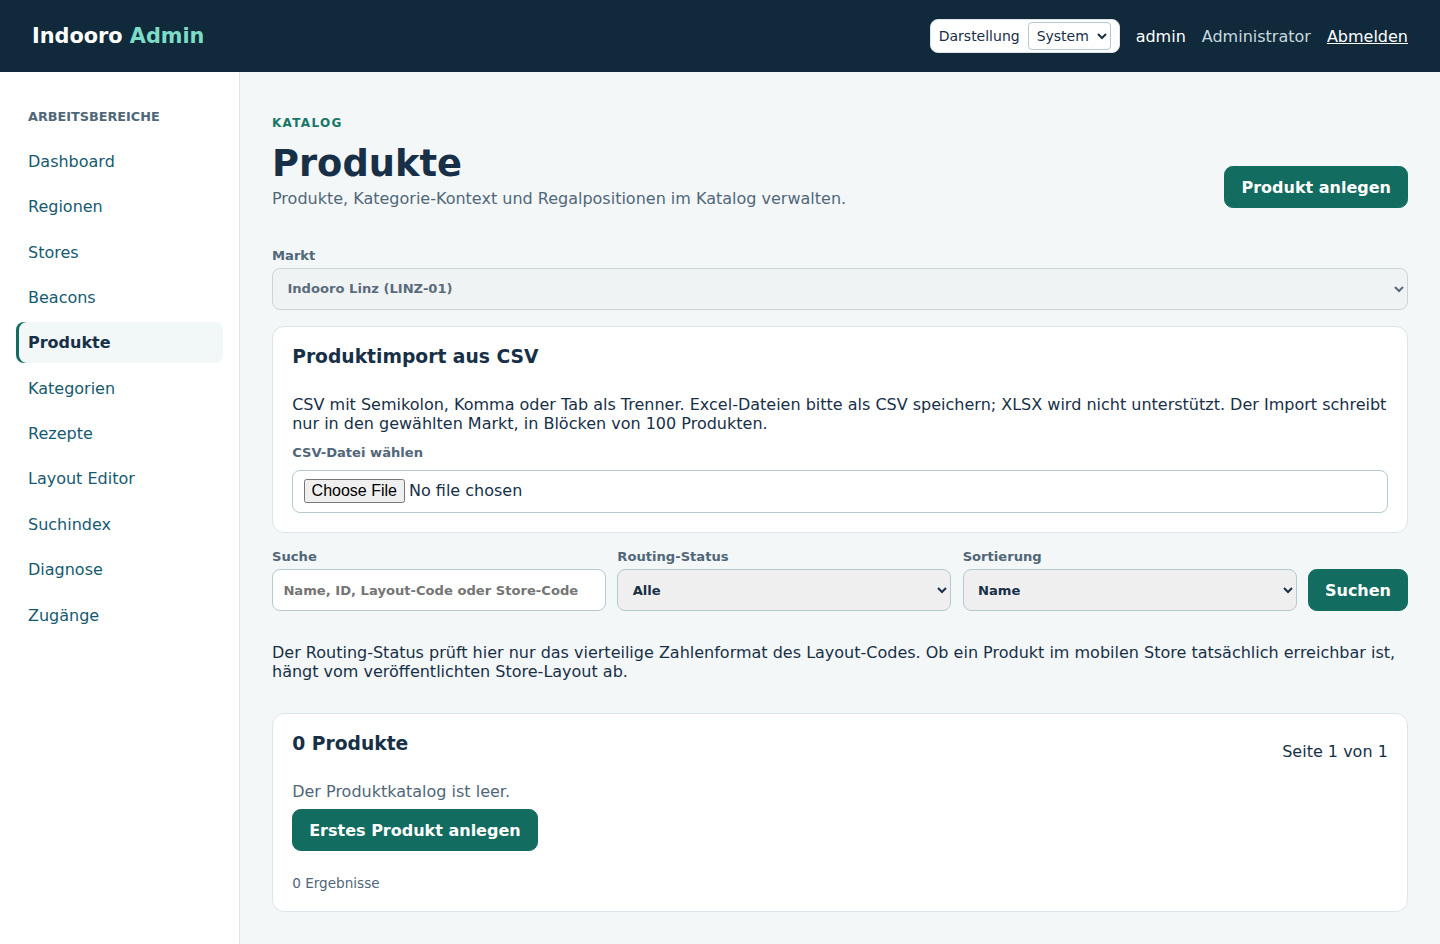 Indooro Admin
Darstellung System admin Administrator Abmelden
ARBEITSBEREICHE
Dashboard
Regionen
Stores
Beacons
Produkte
Kategorien
Rezepte
Layout Editor
Suchindex
Diagnose
Zugänge
KATALOG
Produkte
Produkte, Kategorie-Kontext und Regalpositionen im Katalog verwalten.
Produkt anlegen
Markt
Indooro Linz (LINZ-01)
Produktimport aus CSV
CSV mit Semikolon, Komma oder Tab als Trenner. Excel-Dateien bitte als CSV speichern; XLSX wird nicht unterstützt. Der Import schreibt
nur in den gewählten Markt, in Blöcken von 100 Produkten.
CSV-Datei wählen
Choose File No file chosen
Suche Routing-Status Sortierung
Name, ID, Layout-Code oder Store-Code Alle Name Suchen
Der Routing-Status prüft hier nur das vierteilige Zahlenformat des Layout-Codes. Ob ein Produkt im mobilen Store tatsächlich erreichbar ist,
hängt vom veröffentlichten Store-Layout ab.
0 Produkte
Seite 1 von 1
Der Produktkatalog ist leer.
Erstes Produkt anlegen
0 Ergebnisse